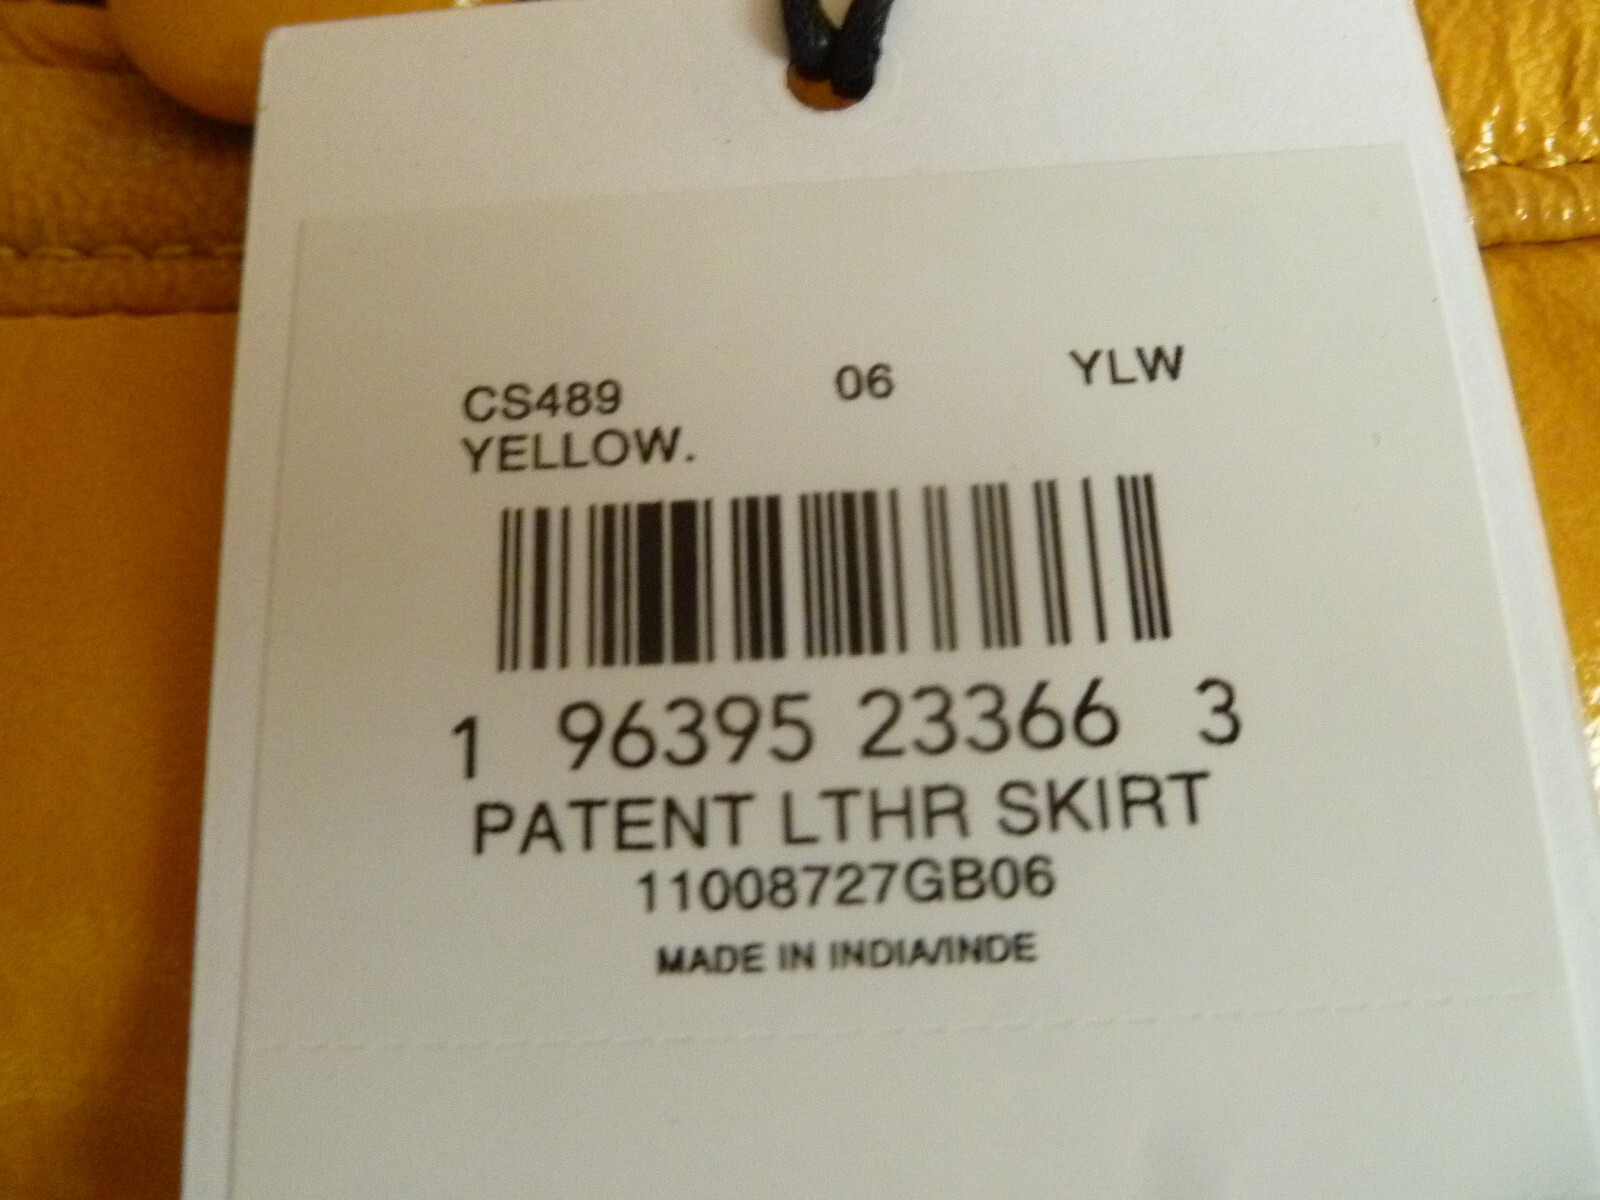 CS489 06 YLW
YELLOW.
1 96395 23366 3
PATENT LTHR SKIRT
11008727GB06
MADE IN INDIA/INDE